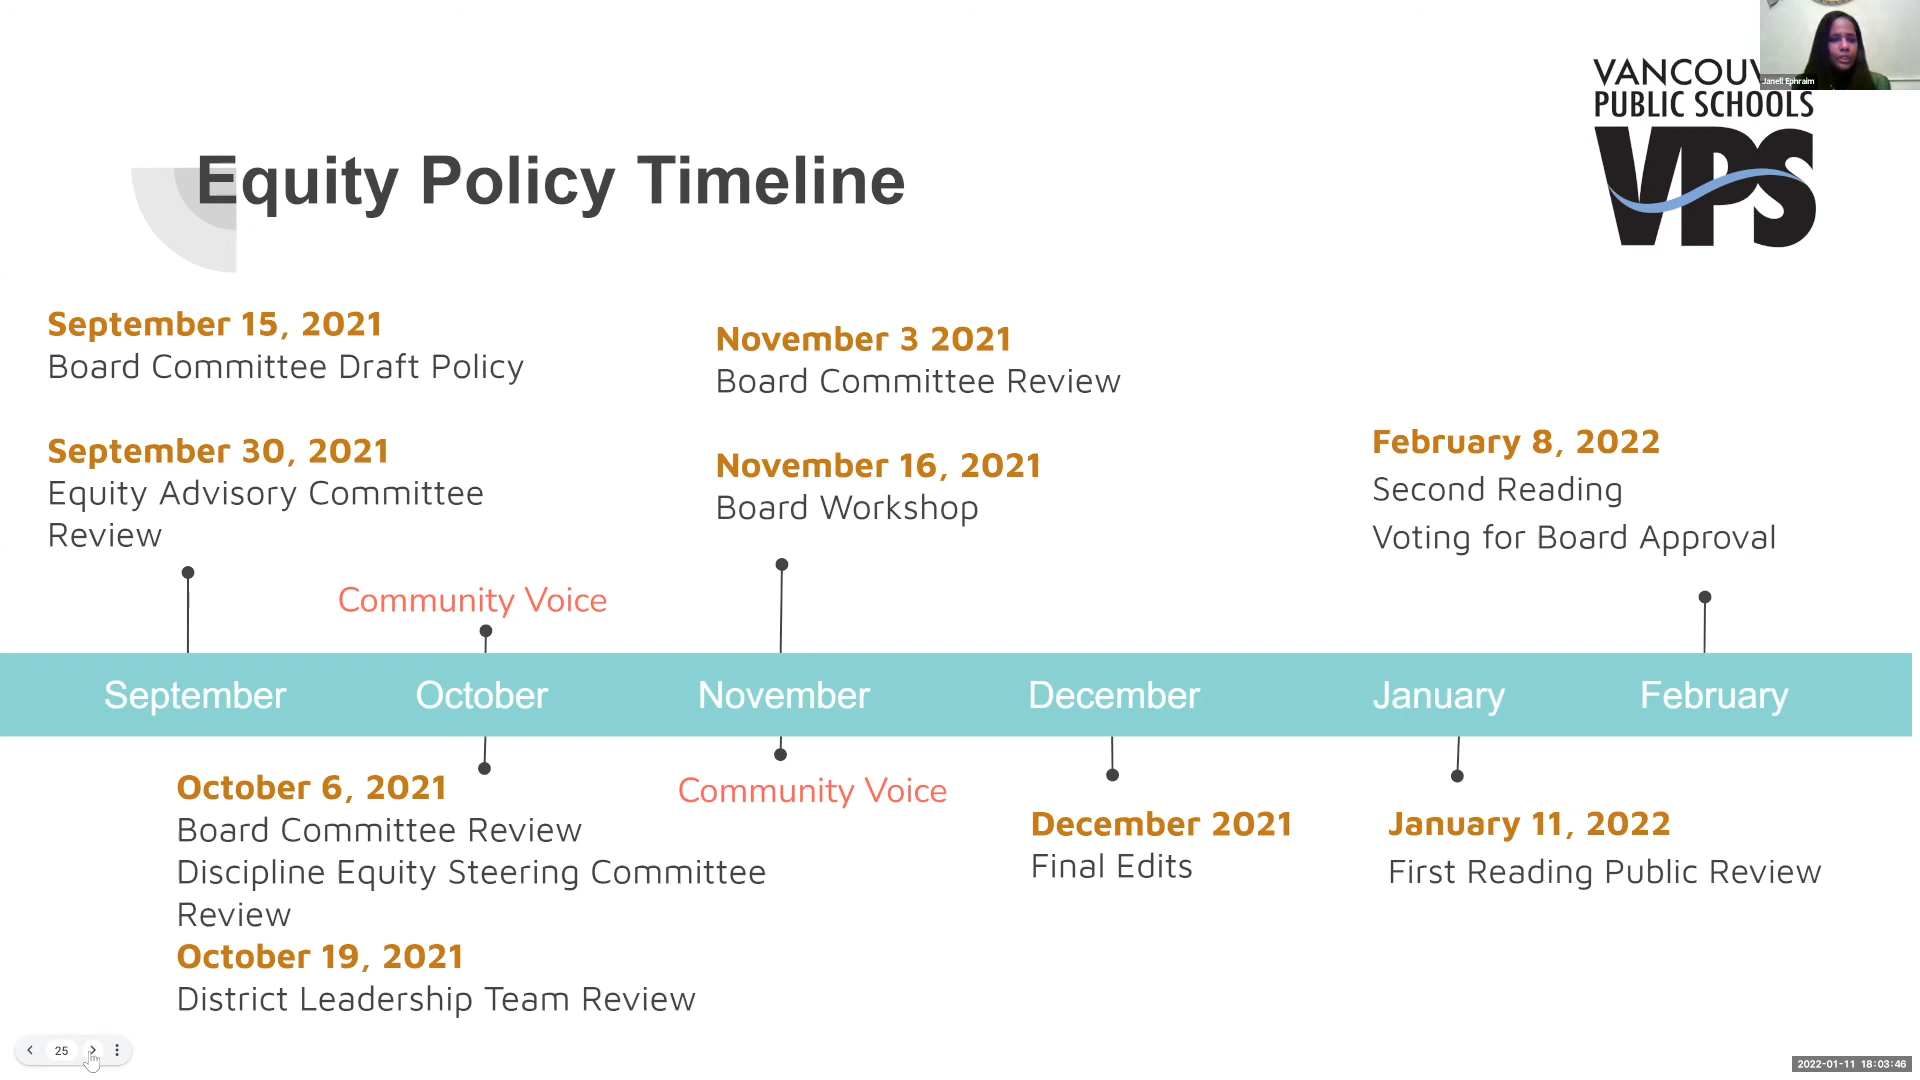 Janell Ephraim
VANCOUV
PUBLIC SCHOOLS
VPS
Equity Policy Timeline
September 15, 2021
Board Committee Draft Policy
September 30, 2021
Equity Advisory Committee
Review
November 3 2021
Board Committee Review
November 16, 2021
Board Workshop
February 8, 2022
Second Reading
Voting for Board Approval
Community Voice
September
October
November
December
January
February
October 6, 2021
Board Committee Review
Discipline Equity Steering Committee
Review
October 19, 2021
District Leadership Team Review
Community Voice
December 2021
Final Edits
January 11, 2022
First Reading Public Review
25
2022-01-11 18:03:46